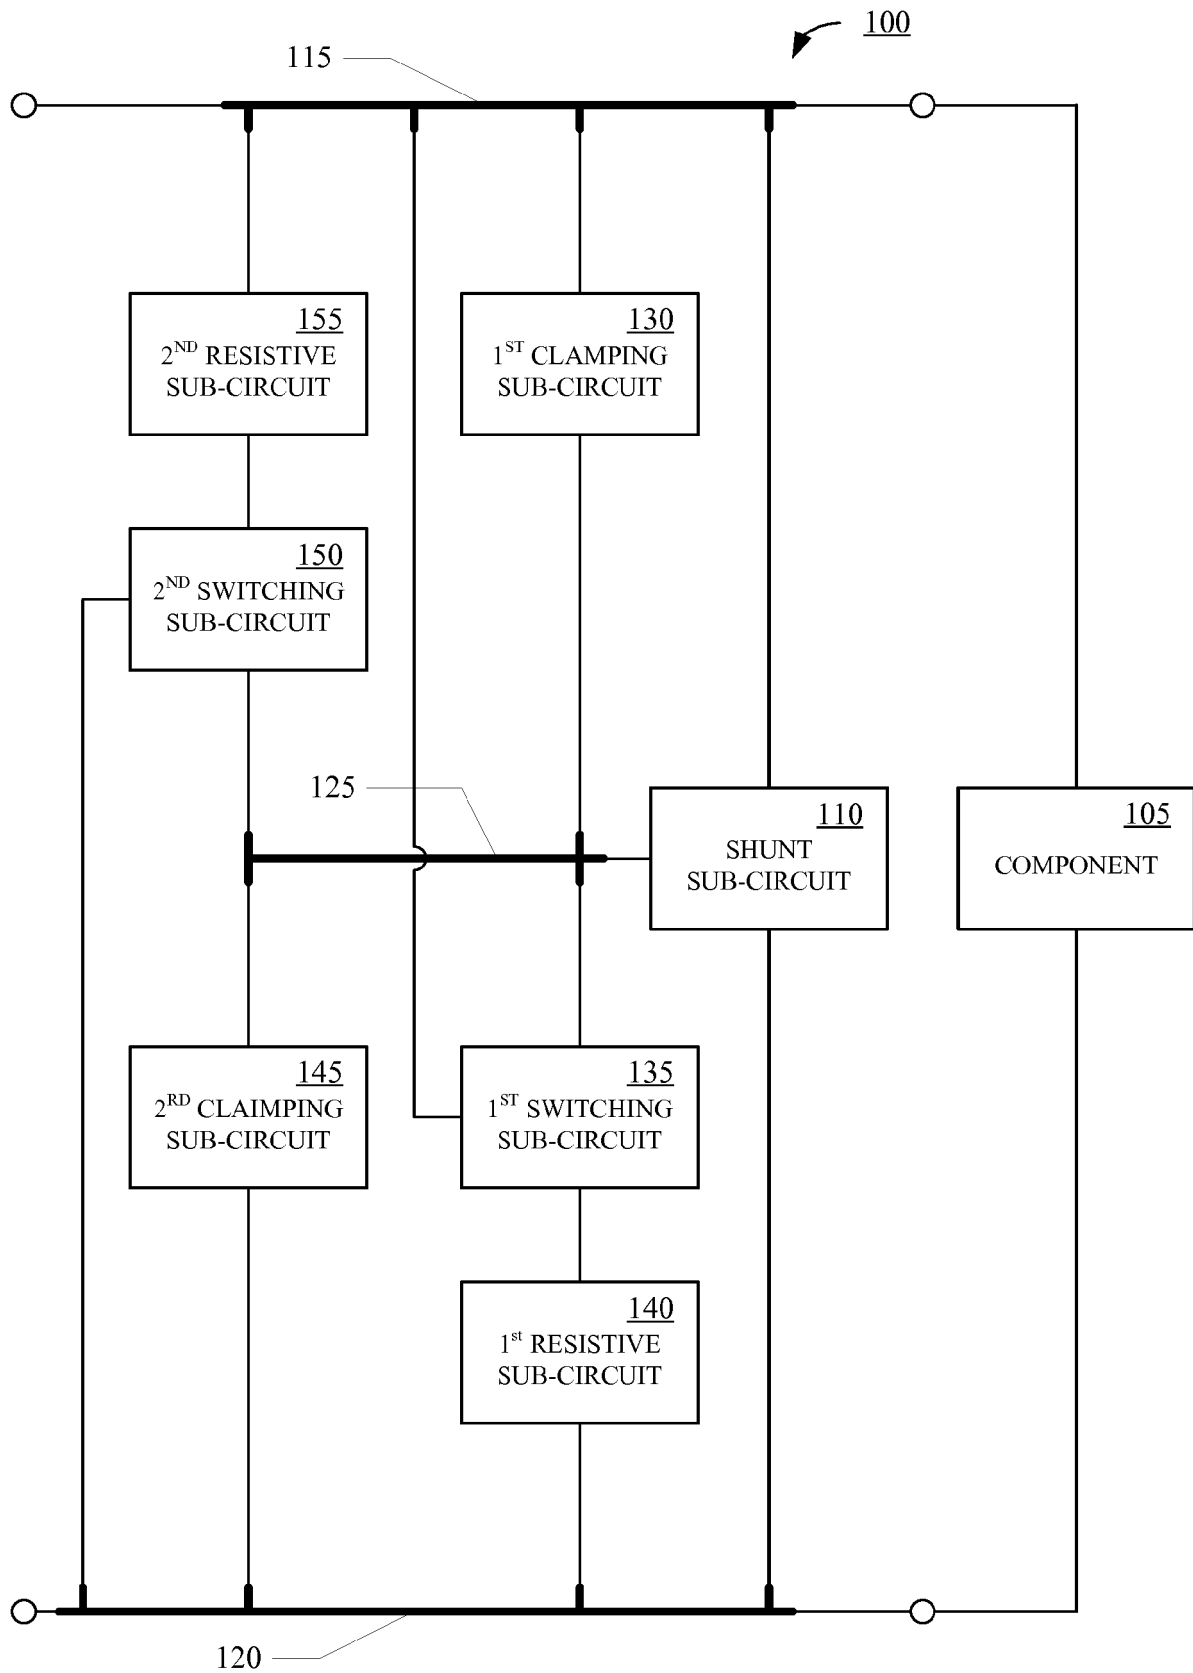 100
115
155
2ND RESISTIVE
SUB-CIRCUIT
130
1ST CLAMPING
SUB-CIRCUIT
150
2ND SWITCHING
SUB-CIRCUIT
125
110
SHUNT
SUB-CIRCUIT
105
COMPONENT
145
2RD CLAIMPING
SUB-CIRCUIT
135
1ST SWITCHING
SUB-CIRCUIT
140
1st RESISTIVE
SUB-CIRCUIT
120